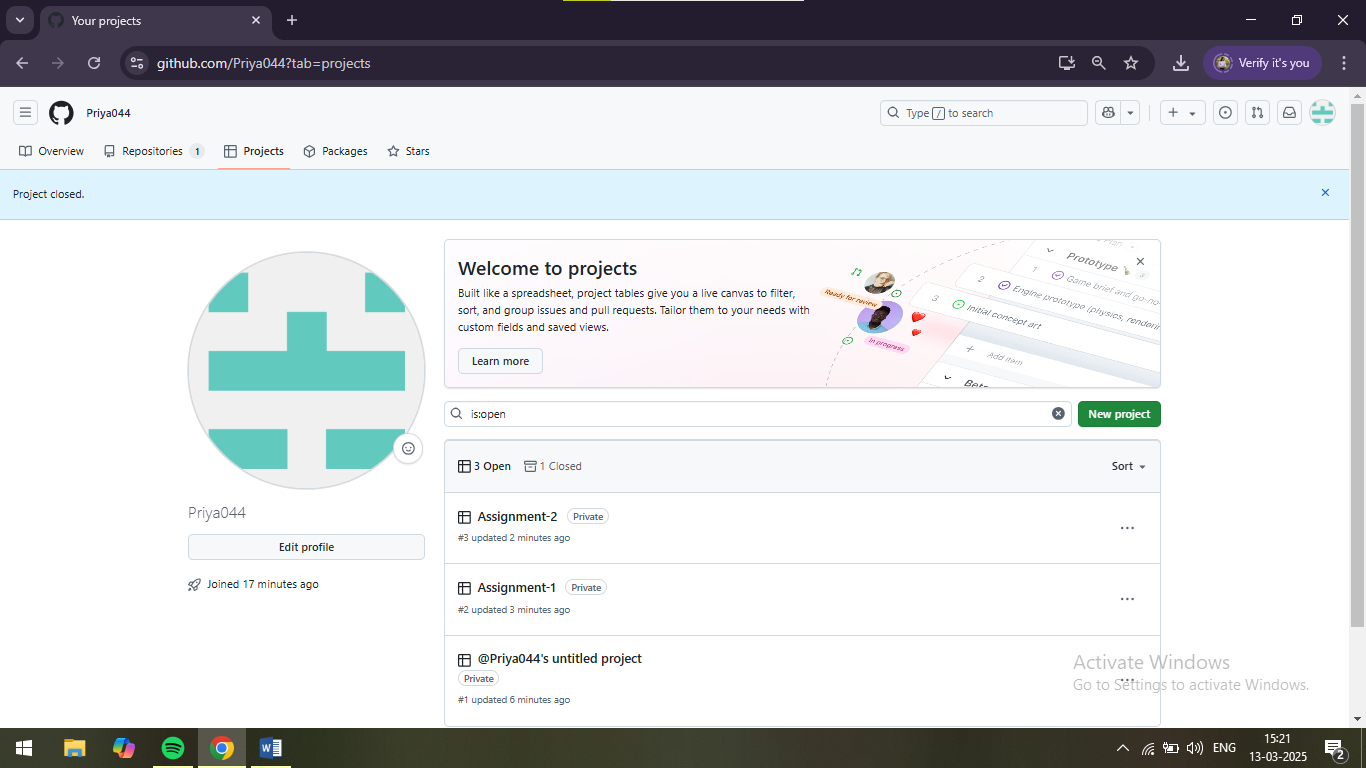 Your projects
github.com/Priya044?tab=projects
Verify it's you
Priya044
Type / to search
Overview
Repositories 1
Projects
Packages
Stars
Project closed.
Welcome to projects
Built like a spreadsheet, project tables give you a live canvas to filter,
sort, and group issues and pull requests. Tailor them to your needs with
custom fields and saved views.
Learn more
Ready for review
In progress
Prototype
1 Game brief and go-no
2 Engine prototype (physics, renderin
3 Initial concept art
Add item
Beta
is:open
New project
3 Open
1 Closed
Sort
Assignment-2 Private
#3 updated 2 minutes ago
Assignment-1 Private
#2 updated 3 minutes ago
@Priya044's untitled project
Private
#1 updated 6 minutes ago
Priya044
Edit profile
Joined 17 minutes ago
Activate Windows
Go to Settings to activate Windows.
ENG
15:21
13-03-2025
2